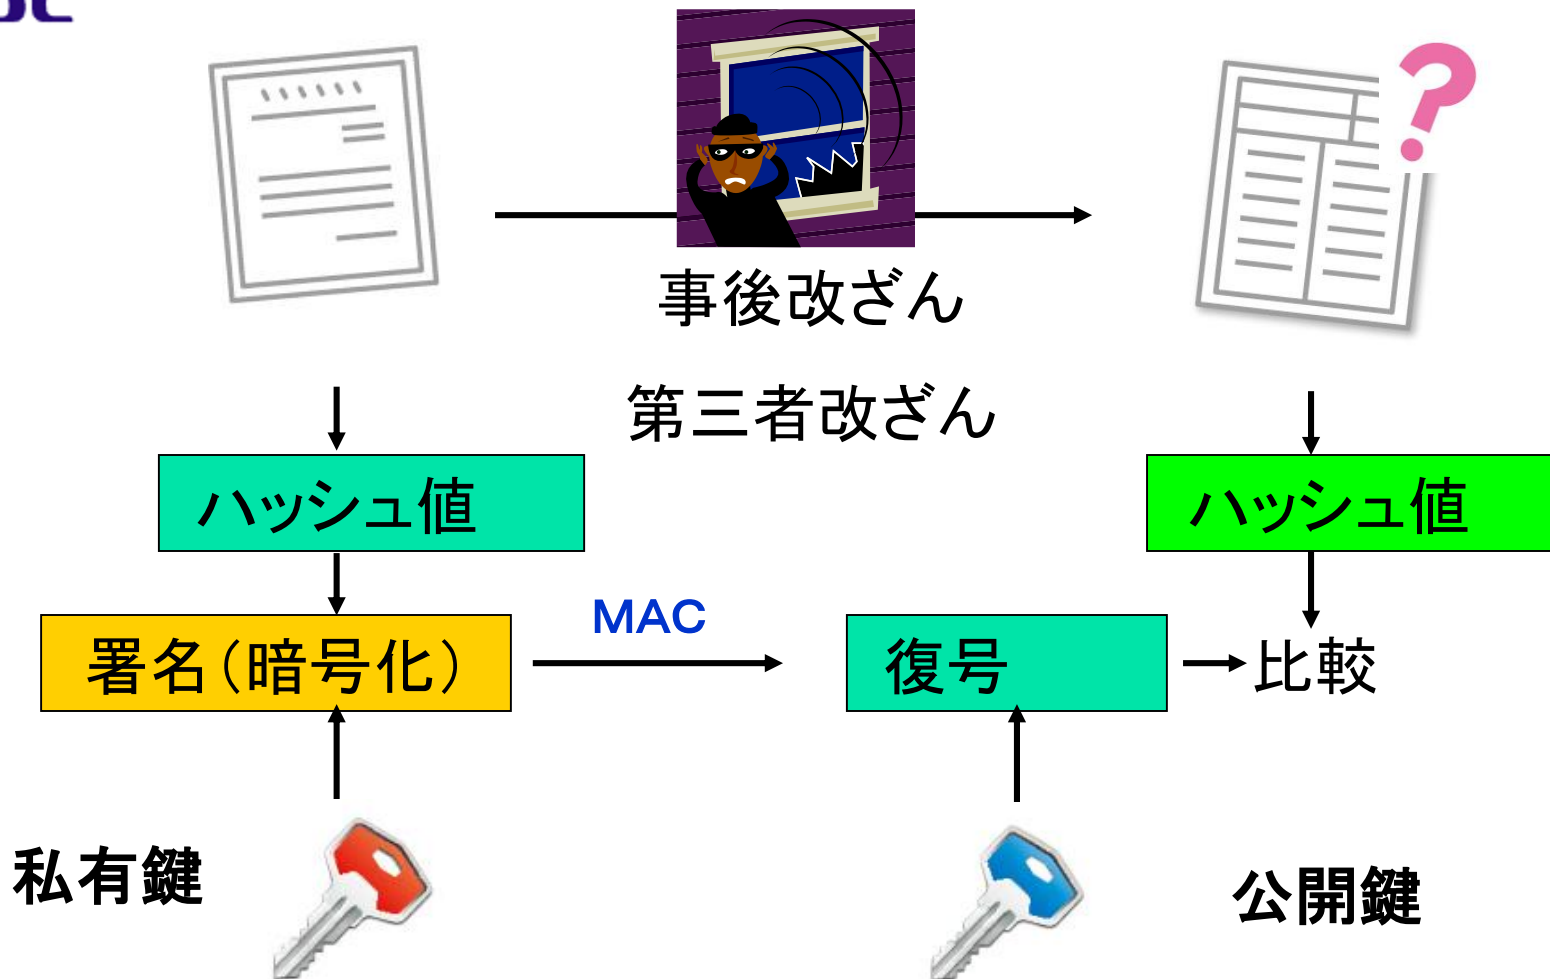 事後改ざん
第三者改ざん
ハッシュ値
ハッシュ値
署名(暗号化)
MAC
復号
比較
私有鍵
公開鍵